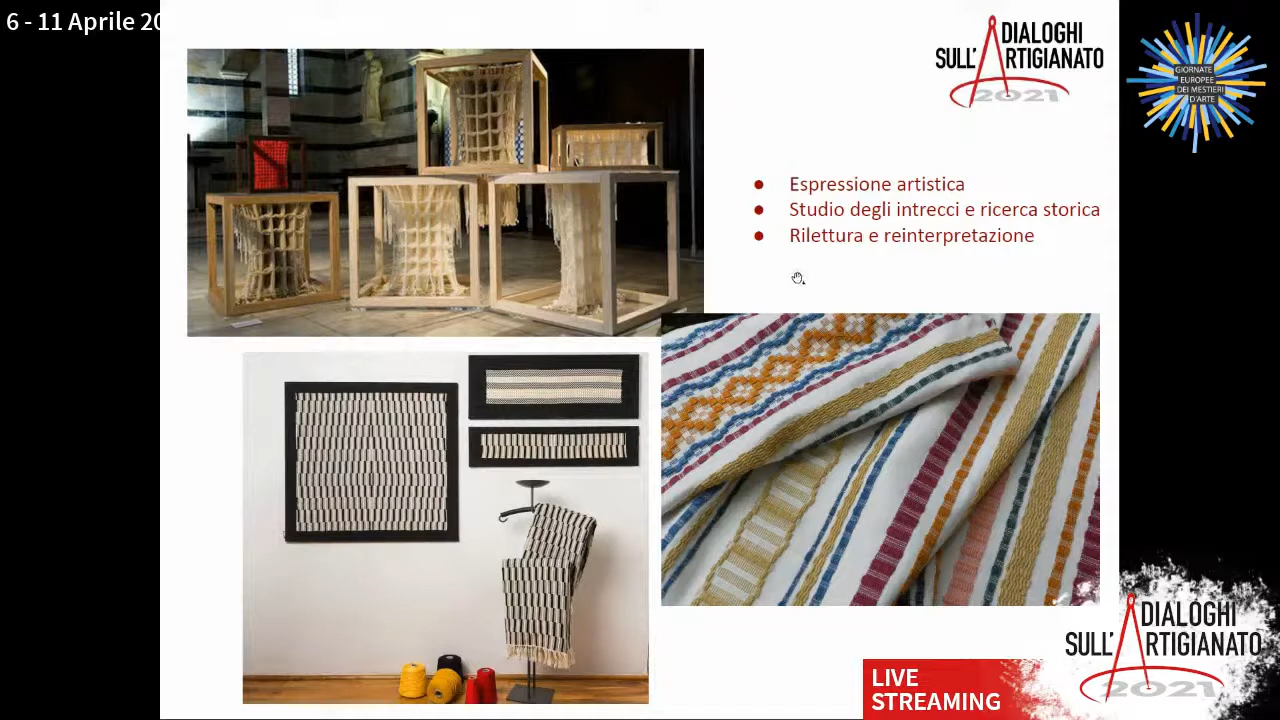 6 - 11 Aprile 20
DIALOGHI
SULL'ARTIGIANATO
2021
GIORNATE
EUROPEE
DEI MESTIERI
D'ARTE
● Espressione artistica
● Studio degli intrecci e ricerca storica
● Rilettura e reinterpretazione
LIVE
STREAMING
DIALOGHI
SULL'ARTIGIANATO
2021